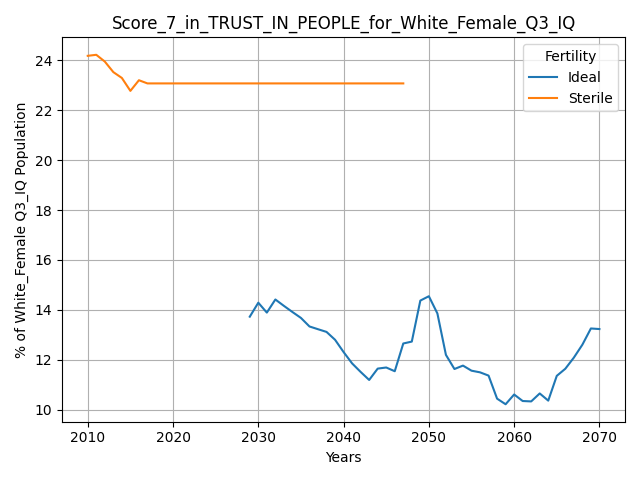 Score_7_in_TRUST_IN_PEOPLE_for_White_Female_Q3_IQ
Fertility
Ideal
Sterile
% of White_Female Q3_IQ Population
24
22
20
18
16
14
12
10
2010 2020 2030 2040 2050 2060 2070
Years